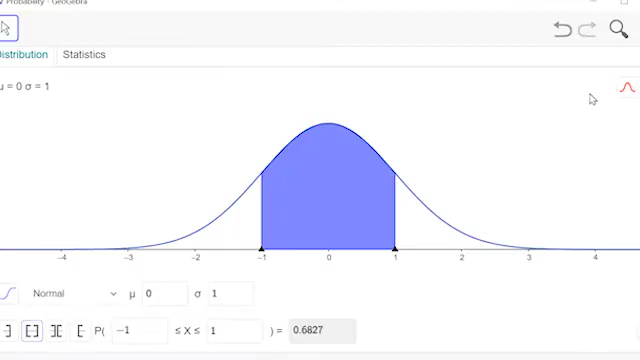 Probability - GeoGebra
Distribution Statistics
μ = 0 σ = 1
−4 −3 −2 −1 0 1 2 3 4
Normal μ 0 σ 1
P( −1 ≤ X ≤ 1 ) = 0.6827